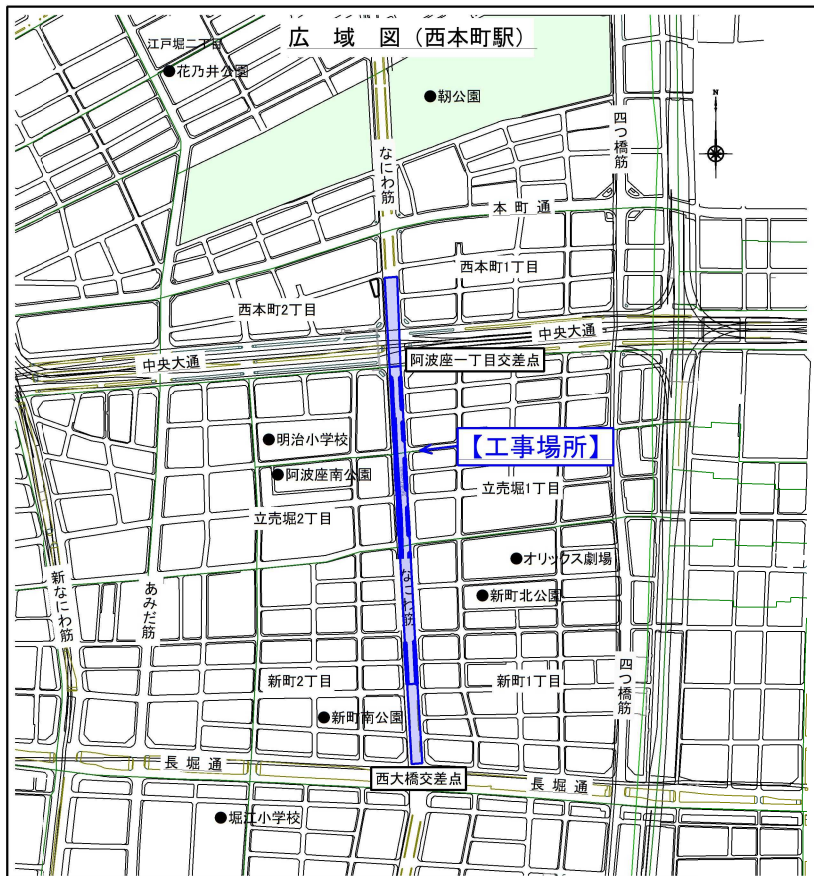 広域図（西本町駅）
江戸堀二丁目
●花乃井公園
●靭公園
N
四つ橋筋
なにわ筋
本町通
西本町1丁目
西本町2丁目
中央大通
中央大通
阿波座一丁目交差点
●明治小学校
【工事場所】
●阿波座南公園
立売堀1丁目
立売堀2丁目
●オリックス劇場
新なにわ筋
あみだ筋
なにわ筋
●新町北公園
四つ橋筋
新町2丁目
新町1丁目
●新町南公園
長堀通
西大橋交差点
長堀通
●堀江小学校